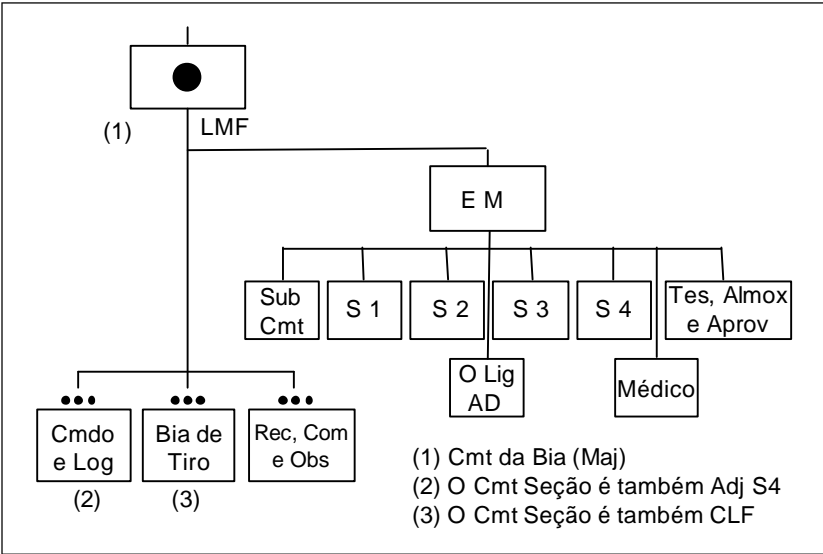 (1)
LMF
E M
Sub
Cmt
S 1
S 2
S 3
S 4
Tes, Almox
e Aprov
O Lig
AD
Médico
Cmdo
e Log
Bia de
Tiro
Rec, Com
e Obs
(2)
(3)
(1) Cmt da Bia (Maj)
(2) O Cmt Seção é também Adj S4
(3) O Cmt Seção é também CLF